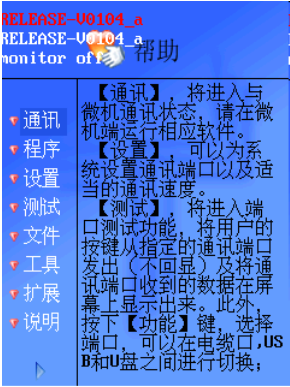 RELEASE-V0104_a
RELEASE-V0104_a
monitor of
帮助
通讯
程序
设置
测试
文件
工具
扩展
说明
【通讯】，将进入与
微机通讯状态，请在微
机端运行相应软件。
【设置】，可以为系
统设置通讯端口以及适
当的通讯速度。
【测试】，将进入端
口测试功能，将用户的
按键从指定的通讯端口
发出（不回显）及将通
讯端口收到的数据在屏
幕上显示出来。此外，
按下【功能】键，选择
端口，可以在电缆口,US
B和U盘之间进行切换；